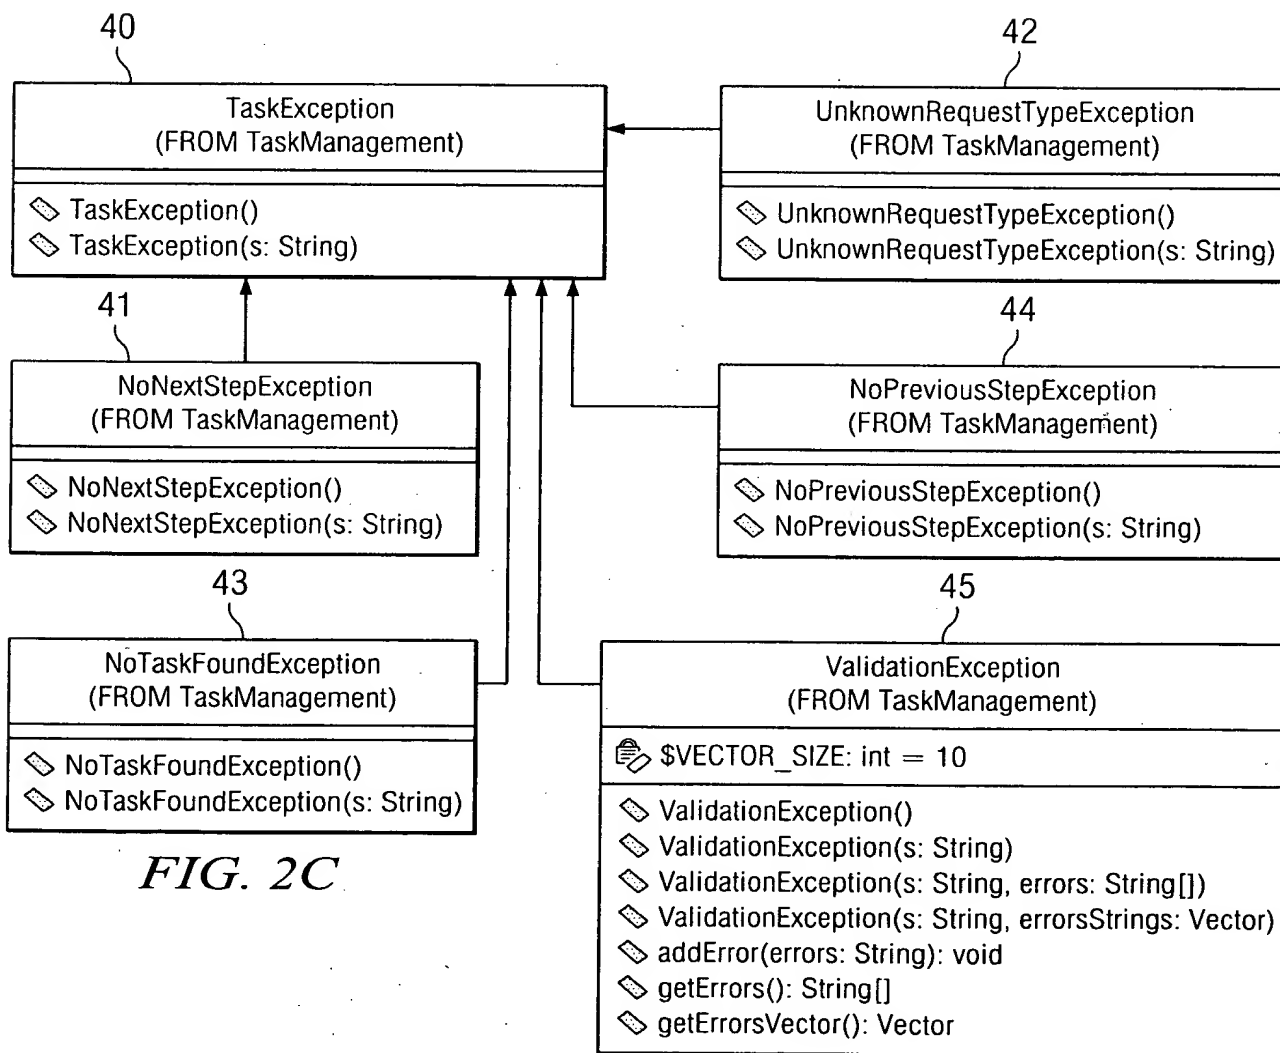 40
TaskException
(FROM TaskManagement)
TaskException()
TaskException(s: String)
42
UnknownRequestTypeException
(FROM TaskManagement)
UnknownRequestTypeException()
UnknownRequestTypeException(s: String)
41
NoNextStepException
(FROM TaskManagement)
NoNextStepException()
NoNextStepException(s: String)
44
NoPreviousStepException
(FROM TaskManagement)
NoPreviousStepException()
NoPreviousStepException(s: String)
43
NoTaskFoundException
(FROM TaskManagement)
NoTaskFoundException()
NoTaskFoundException(s: String)
45
ValidationException
(FROM TaskManagement)
$VECTOR_SIZE: int = 10
ValidationException()
ValidationException(s: String)
ValidationException(s: String, errors: String[])
ValidationException(s: String, errorsStrings: Vector)
addError(errors: String): void
getErrors(): String[]
getErrorsVector(): Vector
FIG. 2C